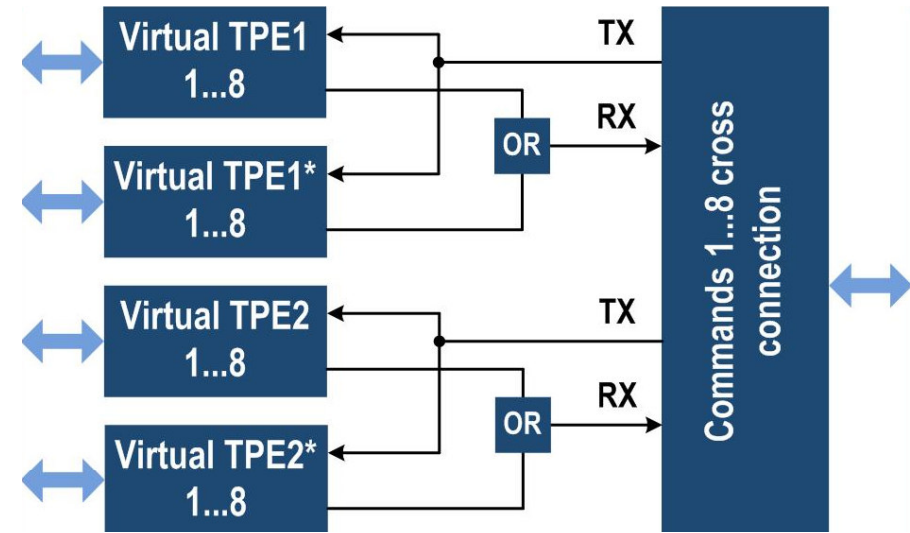 Virtual TPE1
1...8
TX
RX
OR
Virtual TPE1*
1...8
Virtual TPE2
1...8
TX
RX
OR
Virtual TPE2*
1...8
Commands 1...8 cross
connection